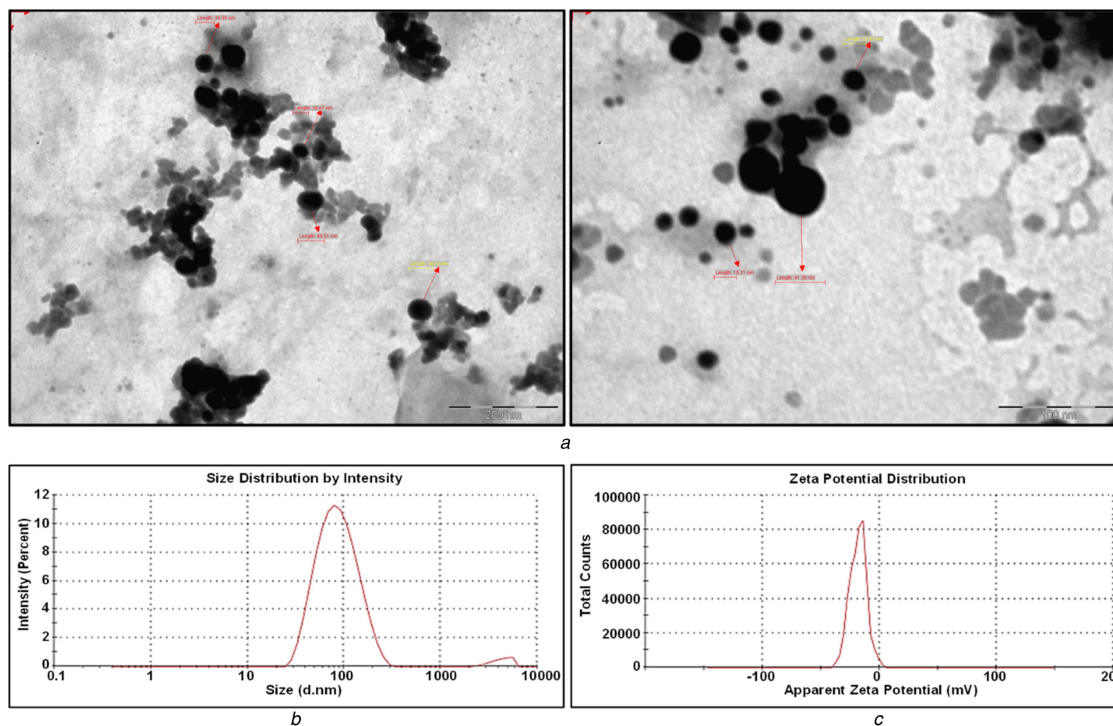 200 nm
100 nm
a
Size Distribution by Intensity
Intensity (Percent)
12
10
8
6
4
2
0
0.1 1 10 100 1000 10000
Size (d.nm)
b
Zeta Potential Distribution
Total Counts
100000
80000
60000
40000
20000
0
-100 0 100 200
Apparent Zeta Potential (mV)
c